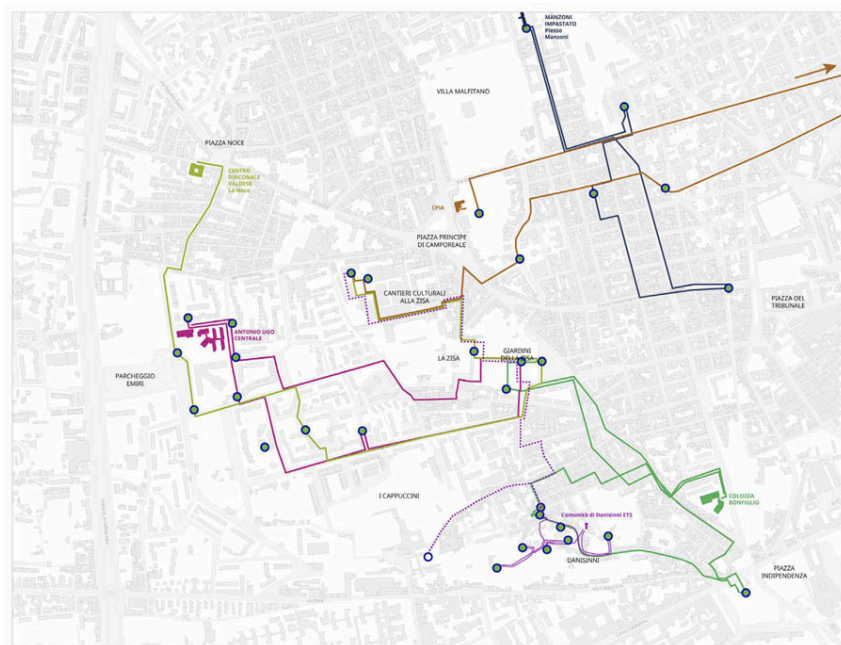 MANZONI
IMPASTATO
Plesso
Manzoni
VILLA MALFITANO
PIAZZA NOCE
CENTRO
DIACONALE
VALDESE
La Noce
CPIA
PIAZZA PRINCIPE
DI CAMPOREALE
CANTIERI CULTURALI
ALLA ZISA
PIAZZA DEL
TRIBUNALE
ANTONIO UGO
CENTRALE
LA ZISA
GIARDINI
DELLA ZISA
PARCHEGGIO
EMIRI
I CAPPUCCINI
COLOZZA
BONFIGLIO
Comunità di Danisinni ETS
DANISINNI
PIAZZA
INDIPENDENZA